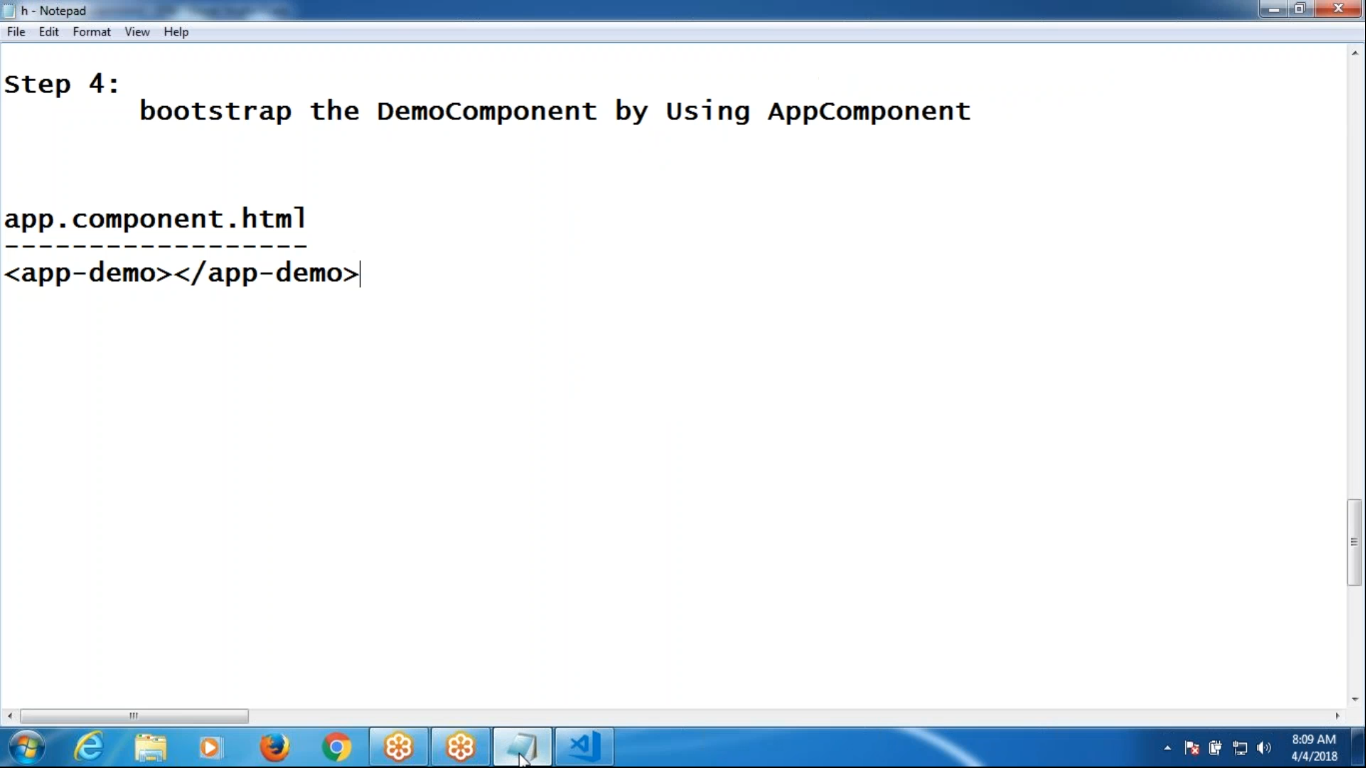 h - Notepad
File Edit Format View Help
Step 4:
bootstrap the DemoComponent by Using AppComponent
app.component.html
------------------
<app-demo></app-demo>
8:09 AM
4/4/2018